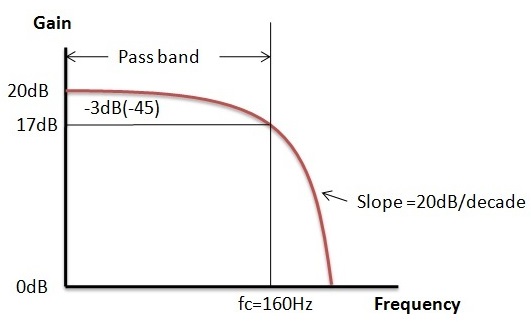 Gain
Pass band
20dB
-3dB(-45)
17dB
Slope =20dB/decade
0dB
fc=160Hz
Frequency